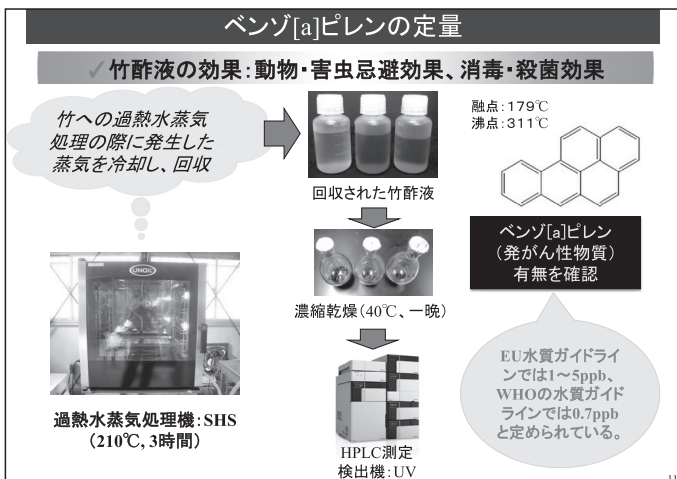 ベンゾ[a]ピレンの定量
✓竹酢液の効果:動物・害虫忌避効果、消毒・殺菌効果
竹への過熱水蒸気
処理の際に発生した
蒸気を冷却し、回収
回収された竹酢液
融点:179℃
沸点:311℃
ベンゾ[a]ピレン
(発がん性物質)
有無を確認
UNOX
濃縮乾燥(40℃、一晩)
EU水質ガイドライ
ンでは1～5ppb、
WHOの水質ガイド
ラインでは0.7ppb
と定められている。
過熱水蒸気処理機:SHS
(210℃, 3時間)
HPLC測定
検出機:UV
11